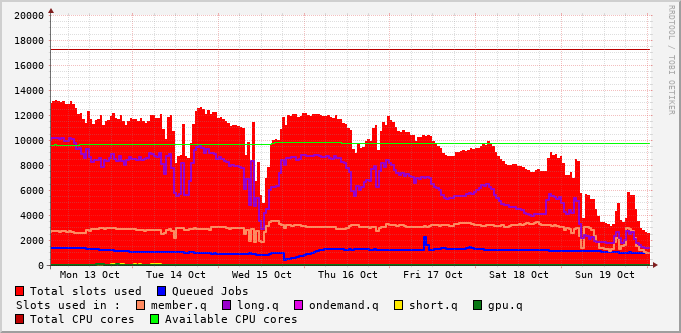 20000
18000
16000
14000
12000
10000
8000
6000
4000
2000
0
Mon 13 Oct Tue 14 Oct Wed 15 Oct Thu 16 Oct Fri 17 Oct Sat 18 Oct Sun 19 Oct
RRDTOOL / TOBI OETIKER
Total slots used Queued Jobs
Slots used in : member.q long.q ondemand.q short.q gpu.q
Total CPU cores Available CPU cores